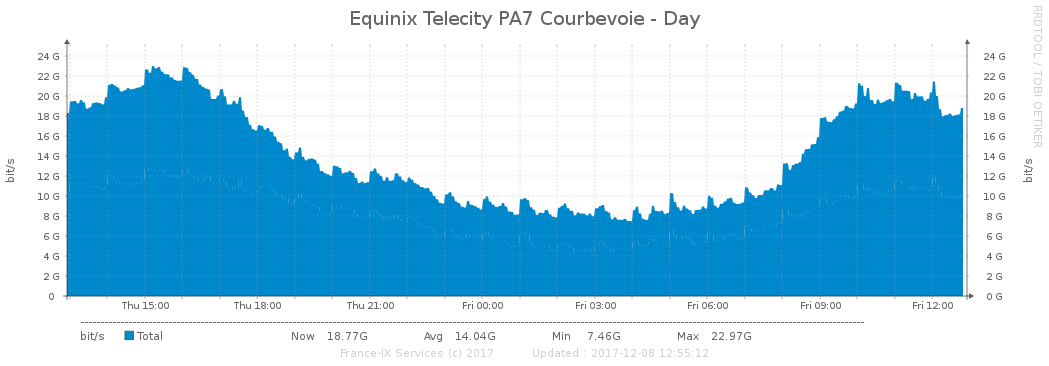 Equinix Telecity PA7 Courbevoie - Day
RRDTOOL / TOBI OETIKER
bit/s
24 G 24 G
22 G 22 G
20 G 20 G
18 G 18 G
16 G 16 G
14 G 14 G
12 G 12 G
10 G 10 G
8 G 8 G
6 G 6 G
4 G 4 G
2 G 2 G
0 0 G
bit/s
Thu 15:00 Thu 18:00 Thu 21:00 Fri 00:00 Fri 03:00 Fri 06:00 Fri 09:00 Fri 12:00
bit/s Total Now 18.77G Avg 14.04G Min 7.46G Max 22.97G
France-IX Services (c) 2017 Updated : 2017-12-08 12:55:12